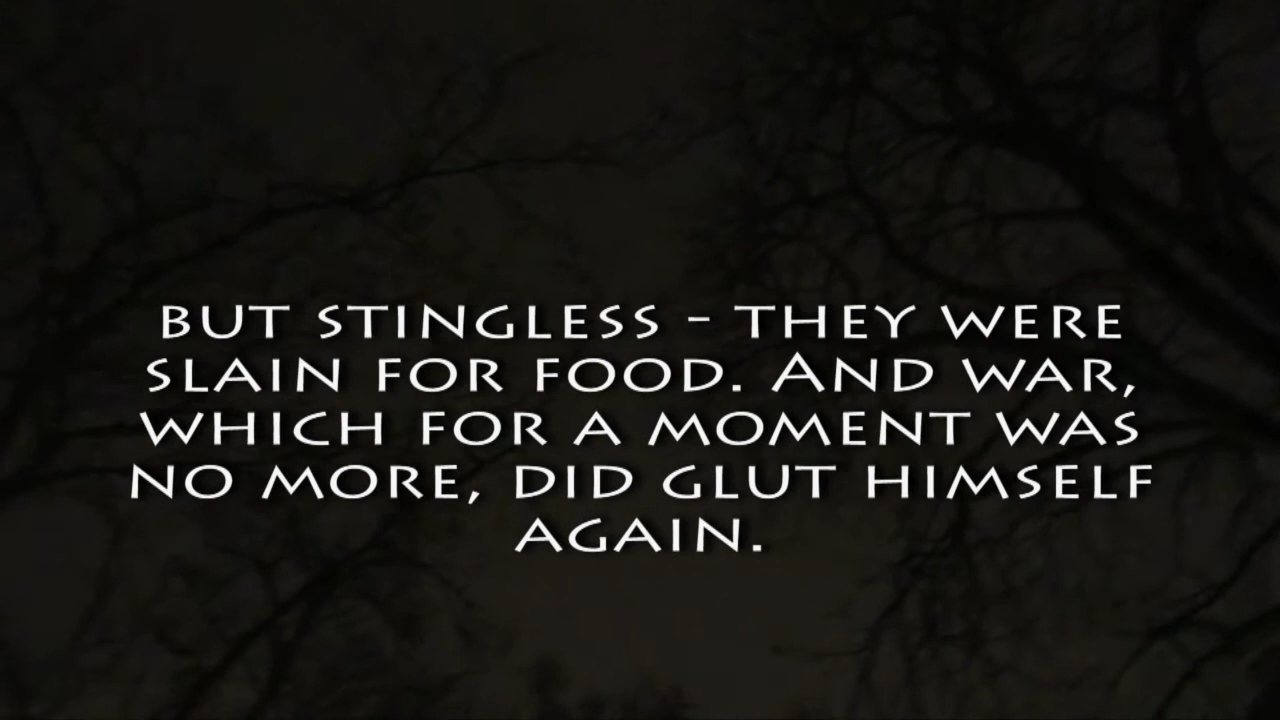 but stingless - they were
slain for food. And war,
which for a moment was
no more, did glut himself
again.